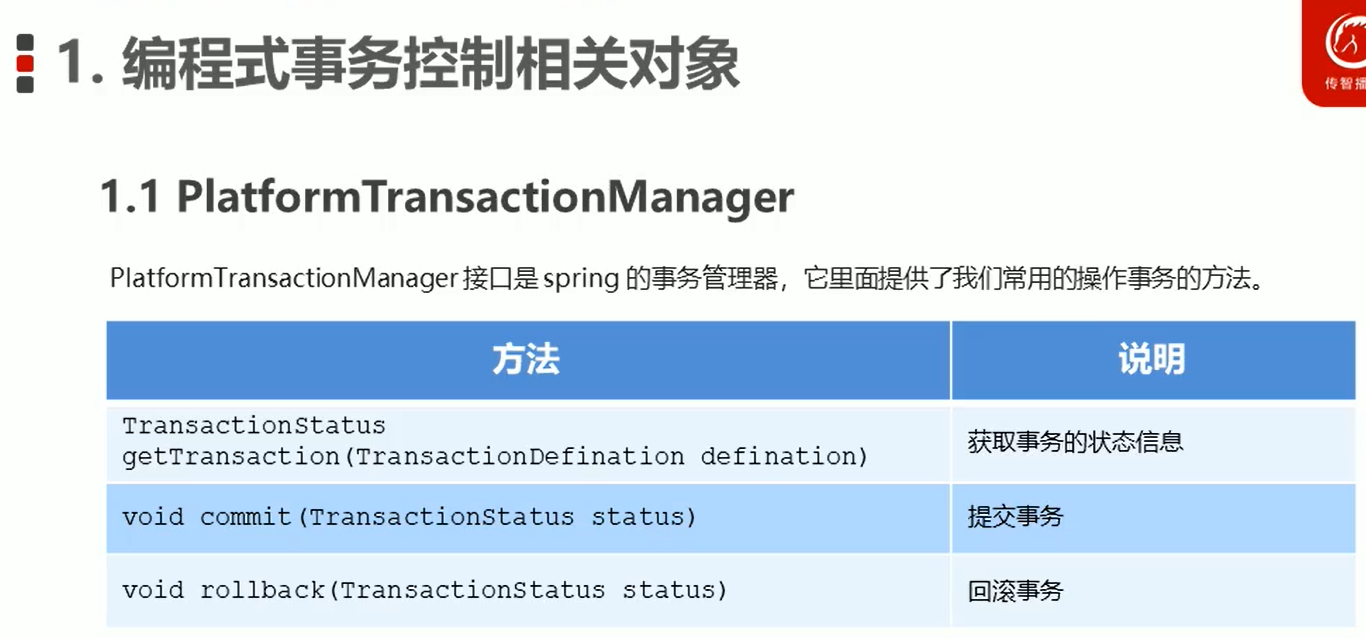 1. 编程式事务控制相关对象
传智播
1.1 PlatformTransactionManager
PlatformTransactionManager 接口是 spring 的事务管理器，它里面提供了我们常用的操作事务的方法。
方法
说明
TransactionStatus
getTransaction(TransactionDefination defination)
获取事务的状态信息
void commit(TransactionStatus status)
提交事务
void rollback(TransactionStatus status)
回滚事务